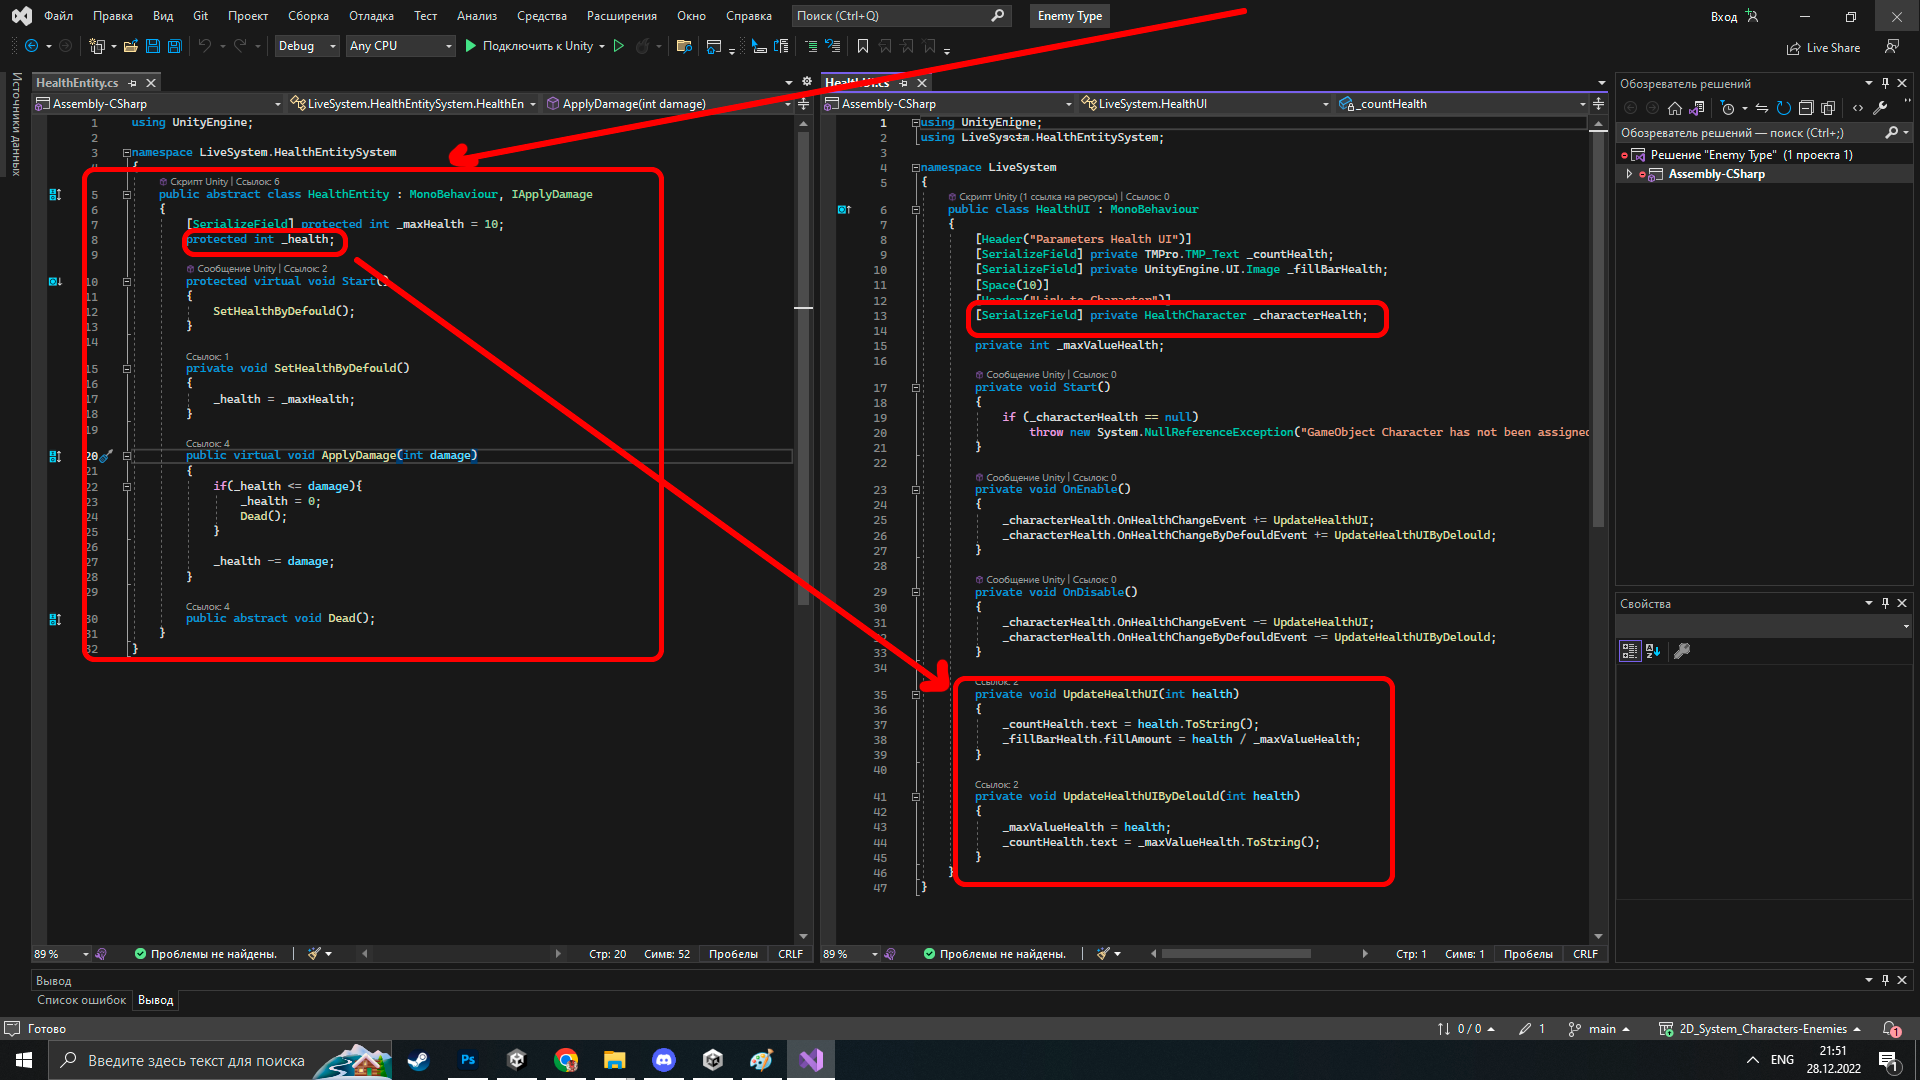 Файл Правка Вид Git Проект Сборка Отладка Тест Анализ Средства Расширения Окно Справка Поиск (Ctrl+Q) Enemy Type Вход
Debug Any CPU Подключить к Unity Live Share
Источники данных
HealthEntity.cs
Assembly-CSharp LiveSystem.HealthEntitySystem.HealthEn ApplyDamage(int damage)
1 using UnityEngine;
2
3 namespace LiveSystem.HealthEntitySystem
{
Скрипт Unity | Ссылок: 6
5 public abstract class HealthEntity : MonoBehaviour, IApplyDamage
6 {
7 [SerializeField] protected int _maxHealth = 10;
8 protected int _health;
9
Сообщение Unity | Ссылок: 2
10 protected virtual void Start()
11 {
12 SetHealthByDefould();
13 }
14
Ссылок: 1
15 private void SetHealthByDefould()
16 {
17 _health = _maxHealth;
18 }
19
Ссылок: 4
20 public virtual void ApplyDamage(int damage)
21 {
22 if(_health <= damage){
23 _health = 0;
24 Dead();
25 }
26
27 _health -= damage;
28 }
29
Ссылок: 4
30 public abstract void Dead();
31 }
32 }
89 % Проблемы не найдены. Стр: 20 Симв: 52 Пробелы CRLF
HealthUI.cs
Assembly-CSharp LiveSystem.HealthUI _countHealth
1 using UnityEngine;
2 using LiveSystem.HealthEntitySystem;
3
4 namespace LiveSystem
5 {
Скрипт Unity (1 ссылка на ресурсы) | Ссылок: 0
6 public class HealthUI : MonoBehaviour
7 {
8 [Header("Parameters Health UI")]
9 [SerializeField] private TMPro.TMP_Text _countHealth;
10 [SerializeField] private UnityEngine.UI.Image _fillBarHealth;
11 [Space(10)]
12 [Header("Link to Character")]
13 [SerializeField] private HealthCharacter _characterHealth;
14
15 private int _maxValueHealth;
16
Сообщение Unity | Ссылок: 0
17 private void Start()
18 {
19 if (_characterHealth == null)
20 throw new System.NullReferenceException("GameObject Character has not been assigned
21 }
22
Сообщение Unity | Ссылок: 0
23 private void OnEnable()
24 {
25 _characterHealth.OnHealthChangeEvent += UpdateHealthUI;
26 _characterHealth.OnHealthChangeByDefouldEvent += UpdateHealthUIByDelould;
27 }
28
Сообщение Unity | Ссылок: 0
29 private void OnDisable()
30 {
31 _characterHealth.OnHealthChangeEvent -= UpdateHealthUI;
32 _characterHealth.OnHealthChangeByDefouldEvent -= UpdateHealthUIByDelould;
33 }
34
Ссылок: 2
35 private void UpdateHealthUI(int health)
36 {
37 _countHealth.text = health.ToString();
38 _fillBarHealth.fillAmount = health / _maxValueHealth;
39 }
40
Ссылок: 2
41 private void UpdateHealthUIByDelould(int health)
42 {
43 _maxValueHealth = health;
44 _countHealth.text = _maxValueHealth.ToString();
45 }
46 }
47 }
89 % Проблемы не найдены. Стр: 1 Симв: 1 Пробелы CRLF
Обозреватель решений
Обозреватель решений — поиск (Ctrl+;)
Решение "Enemy Type" (1 проекта 1)
Assembly-CSharp
Свойства
Вывод
Список ошибок Вывод
Готово 0 / 0 1 main 2D_System_Characters-Enemies 1
Введите здесь текст для поиска Ps ENG 21:51
28.12.2022 1